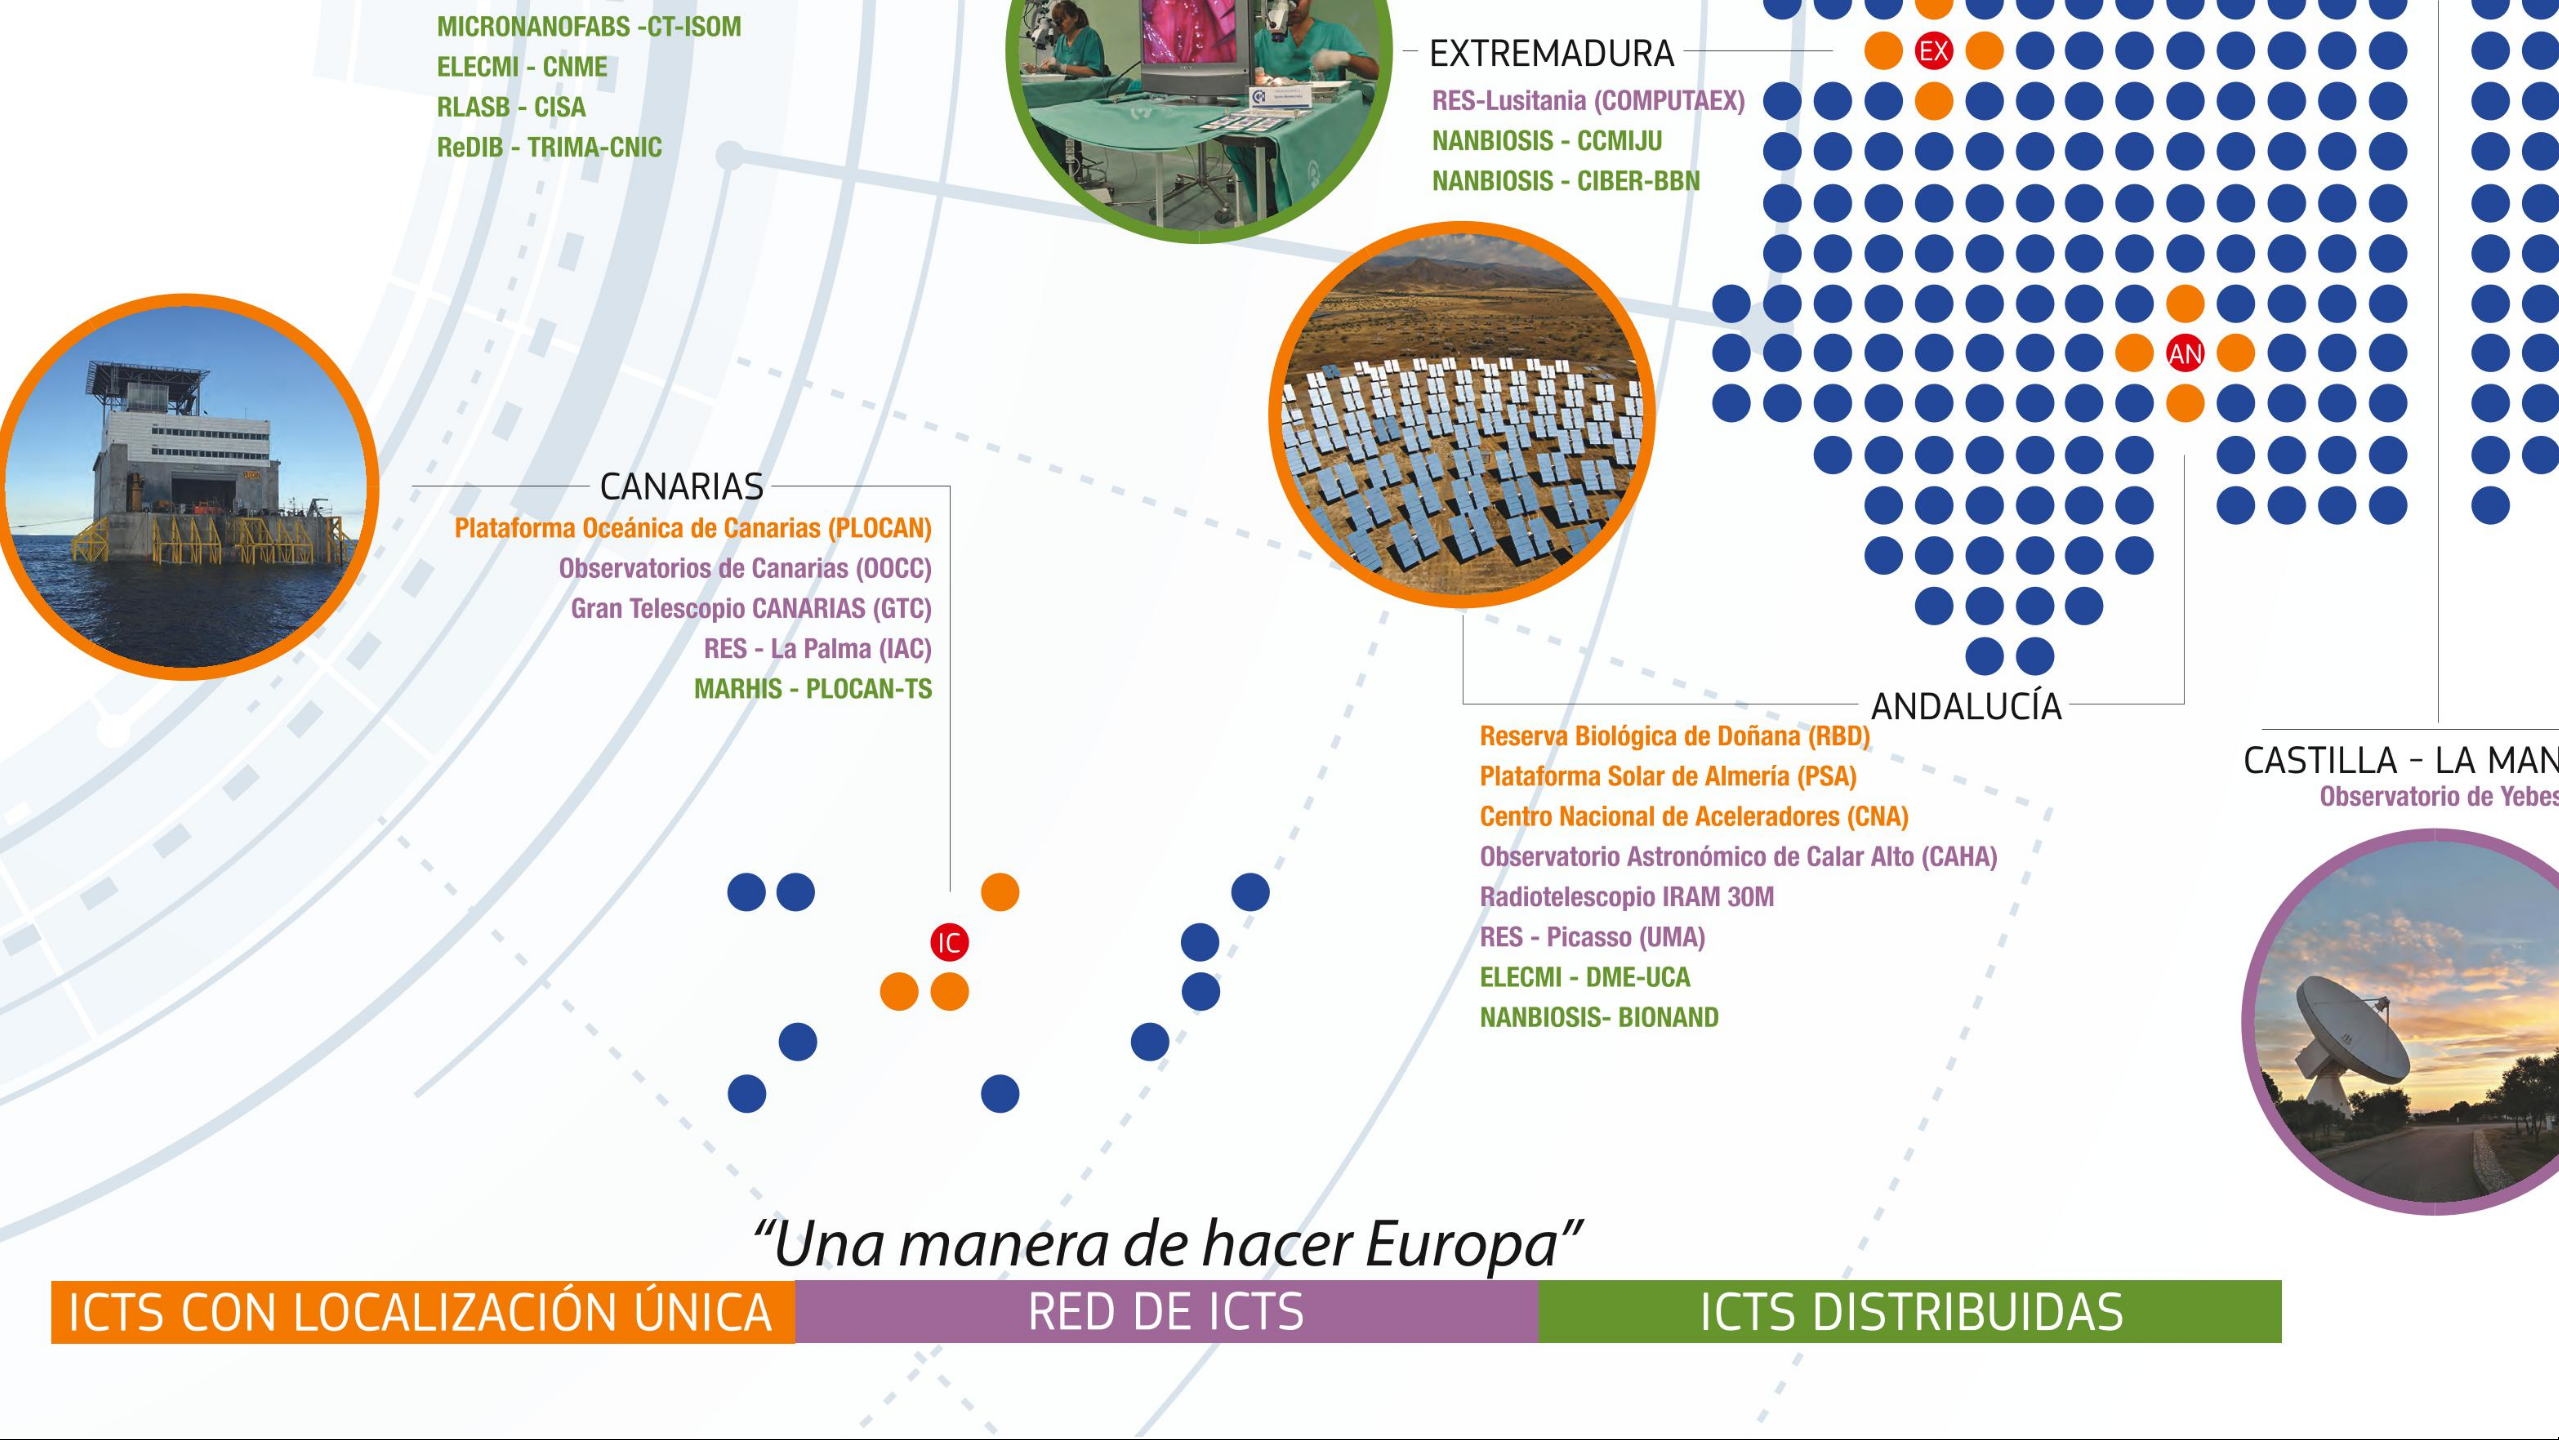 MICRONANOFABS -CT-ISOM
ELECMI - CNME
RLASB - CISA
ReDIB - TRIMA-CNIC
EXTREMADURA
RES-Lusitania (COMPUTAEX)
NANBIOSIS - CCMIJU
NANBIOSIS - CIBER-BBN
EX
AN
CANARIAS
Plataforma Oceánica de Canarias (PLOCAN)
Observatorios de Canarias (OOCC)
Gran Telescopio CANARIAS (GTC)
RES - La Palma (IAC)
MARHIS - PLOCAN-TS
IC
ANDALUCÍA
Reserva Biológica de Doñana (RBD)
Plataforma Solar de Almería (PSA)
Centro Nacional de Aceleradores (CNA)
Observatorio Astronómico de Calar Alto (CAHA)
Radiotelescopio IRAM 30M
RES - Picasso (UMA)
ELECMI - DME-UCA
NANBIOSIS- BIONAND
CASTILLA - LA MAN
Observatorio de Yebes
“Una manera de hacer Europa”
ICTS CON LOCALIZACIÓN ÚNICA
RED DE ICTS
ICTS DISTRIBUIDAS